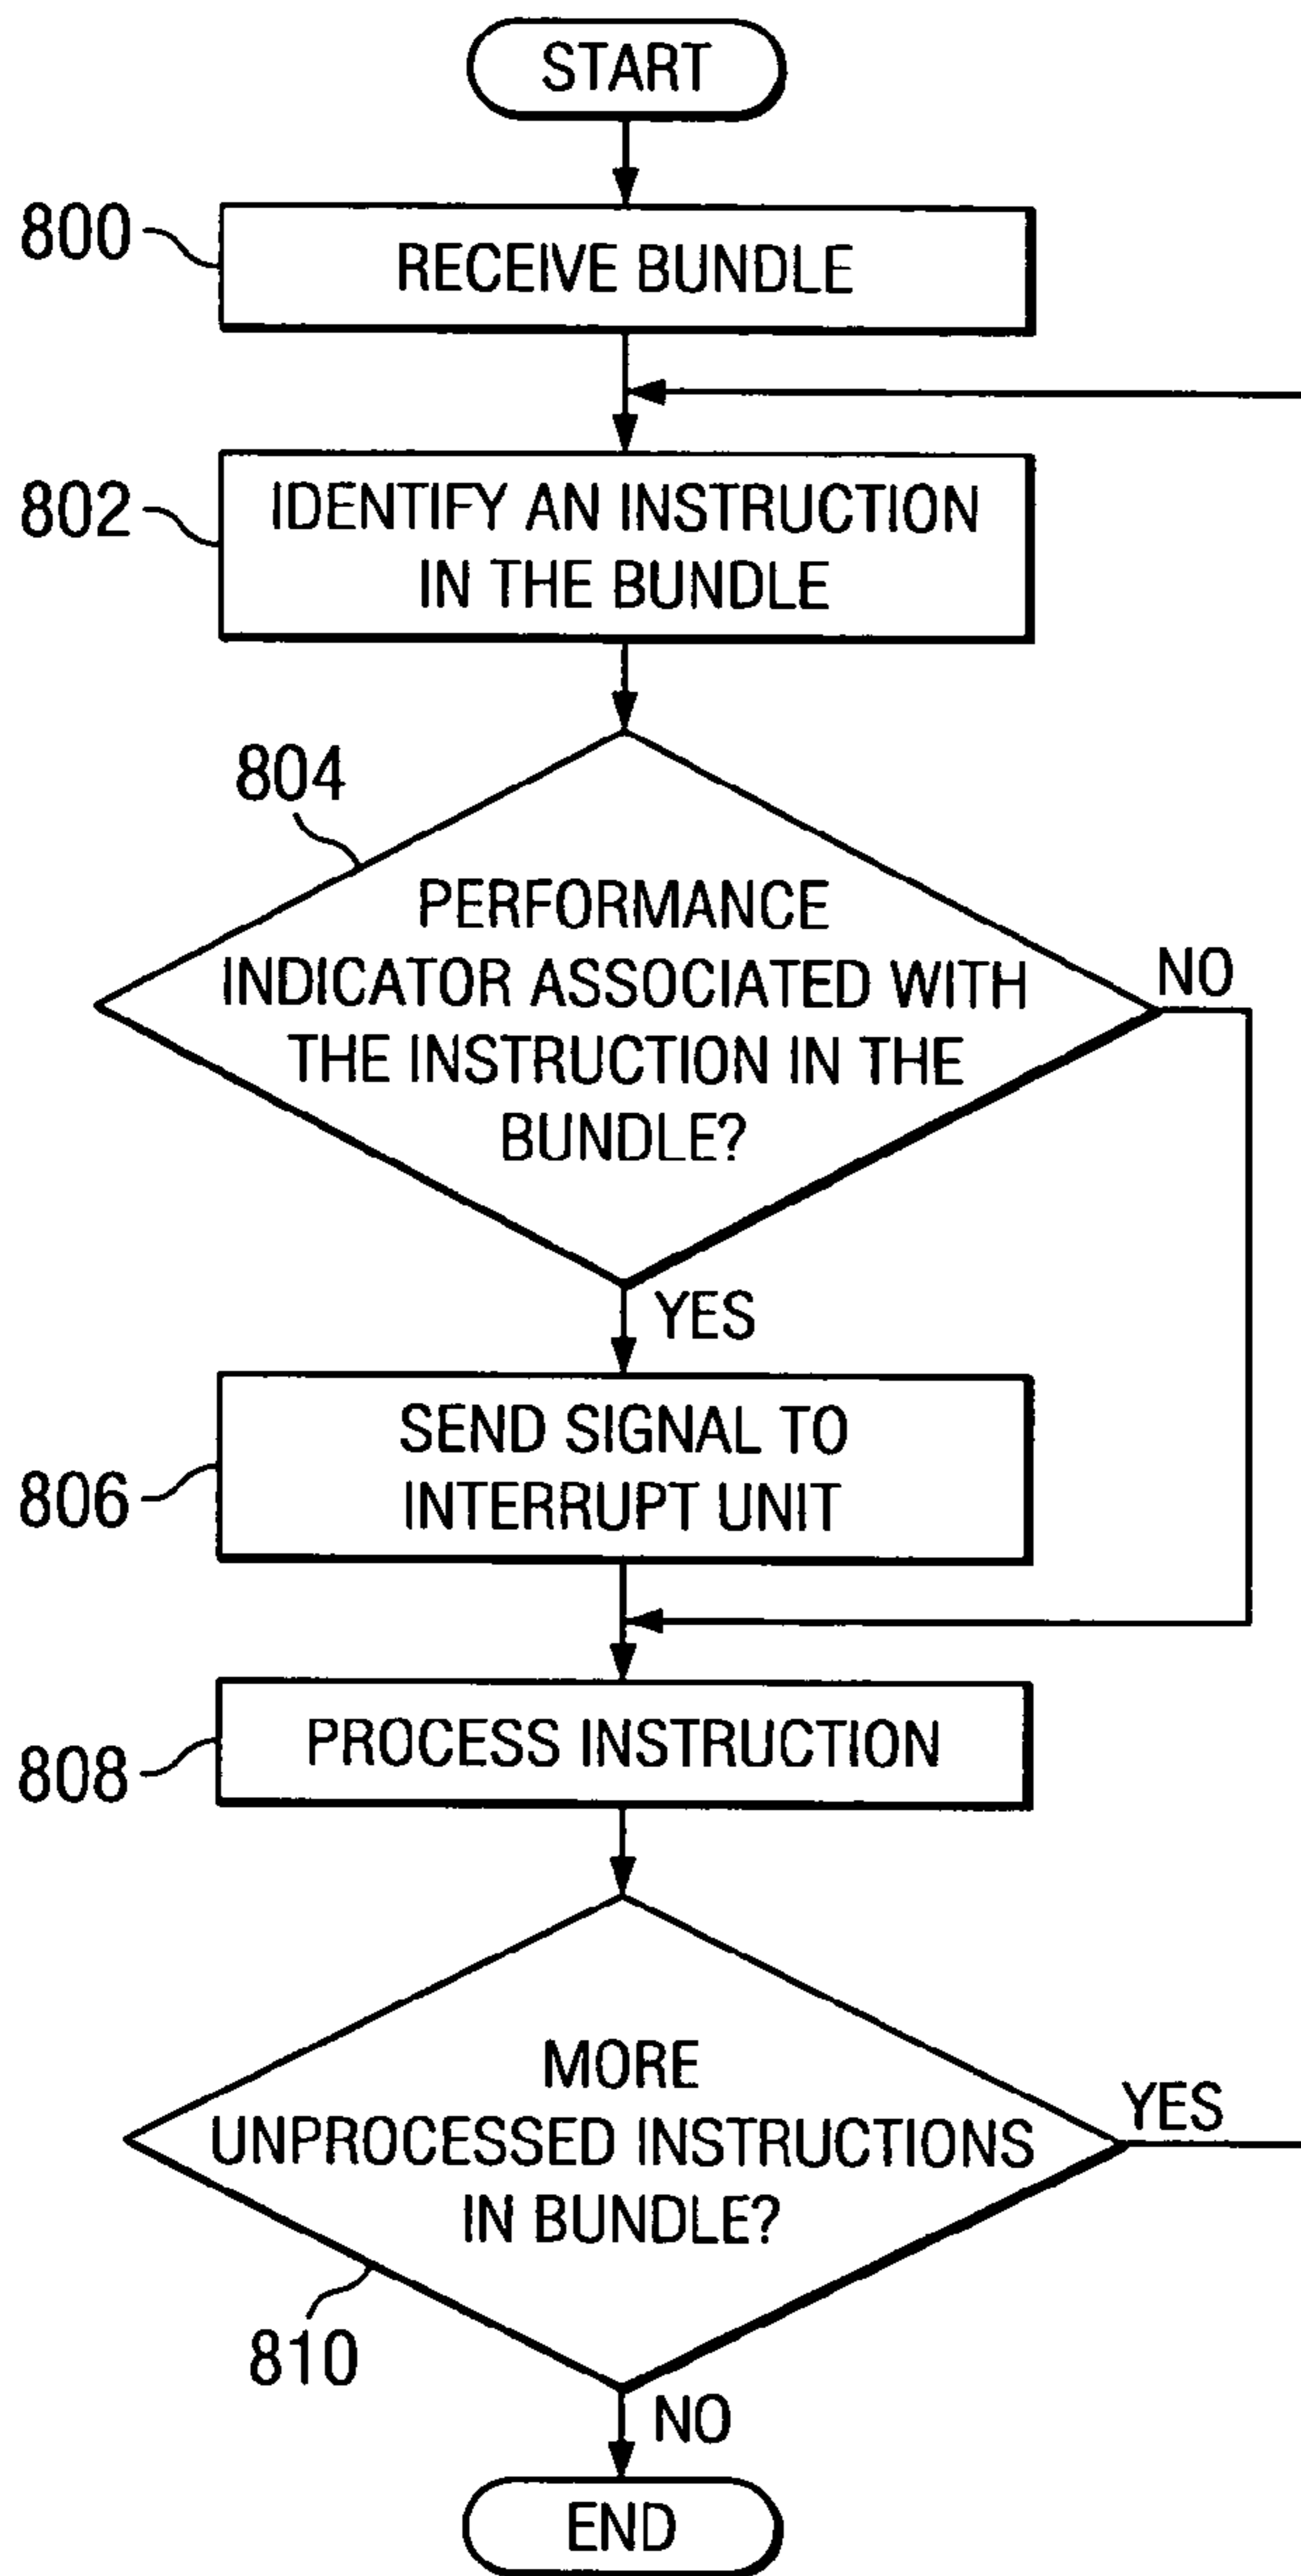 START
800
RECEIVE BUNDLE
802
IDENTIFY AN INSTRUCTION
IN THE BUNDLE
804
PERFORMANCE
INDICATOR ASSOCIATED WITH
THE INSTRUCTION IN THE
BUNDLE?
NO
YES
806
SEND SIGNAL TO
INTERRUPT UNIT
808
PROCESS INSTRUCTION
MORE
UNPROCESSED INSTRUCTIONS
IN BUNDLE?
YES
810
NO
END